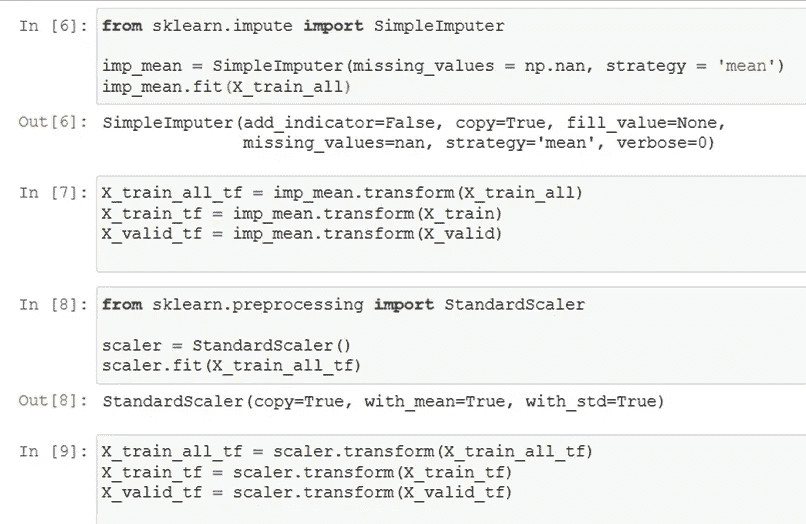 In [6]: from sklearn.impute import SimpleImputer
imp_mean = SimpleImputer(missing_values = np.nan, strategy = 'mean')
imp_mean.fit(X_train_all)
Out[6]: SimpleImputer(add_indicator=False, copy=True, fill_value=None,
missing_values=nan, strategy='mean', verbose=0)
In [7]: X_train_all_tf = imp_mean.transform(X_train_all)
X_train_tf = imp_mean.transform(X_train)
X_valid_tf = imp_mean.transform(X_valid)
In [8]: from sklearn.preprocessing import StandardScaler
scaler = StandardScaler()
scaler.fit(X_train_all_tf)
Out[8]: StandardScaler(copy=True, with_mean=True, with_std=True)
In [9]: X_train_all_tf = scaler.transform(X_train_all_tf)
X_train_tf = scaler.transform(X_train_tf)
X_valid_tf = scaler.transform(X_valid_tf)